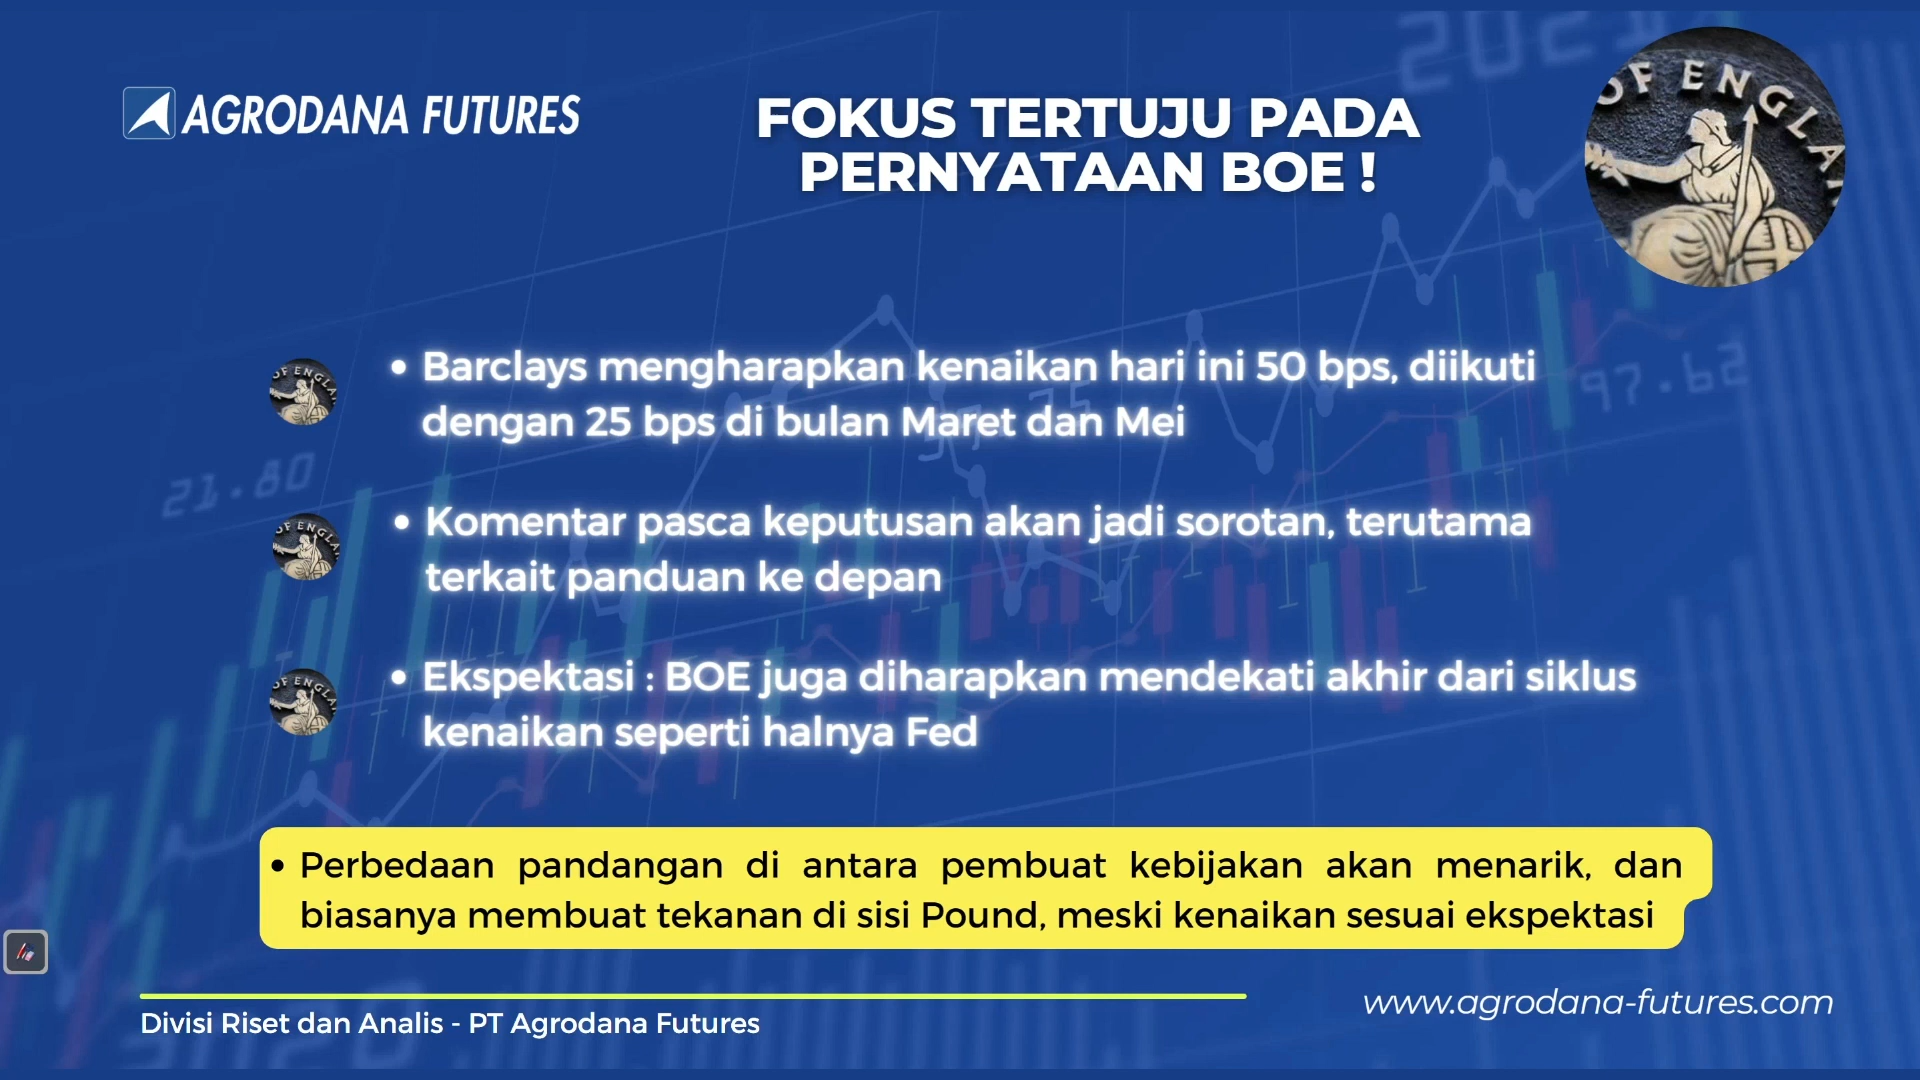 AGRODANA FUTURES
FOKUS TERTUJU PADA
PERNYATAAN BOE !
OF ENGLA
Barclays mengharapkan kenaikan hari ini 50 bps, diikuti
dengan 25 bps di bulan Maret dan Mei
Komentar pasca keputusan akan jadi sorotan, terutama
terkait panduan ke depan
Ekspektasi : BOE juga diharapkan mendekati akhir dari siklus
kenaikan seperti halnya Fed
Perbedaan pandangan di antara pembuat kebijakan akan menarik, dan
biasanya membuat tekanan di sisi Pound, meski kenaikan sesuai ekspektasi
Divisi Riset dan Analis - PT Agrodana Futures
www.agrodana-futures.com
21.80
97.62